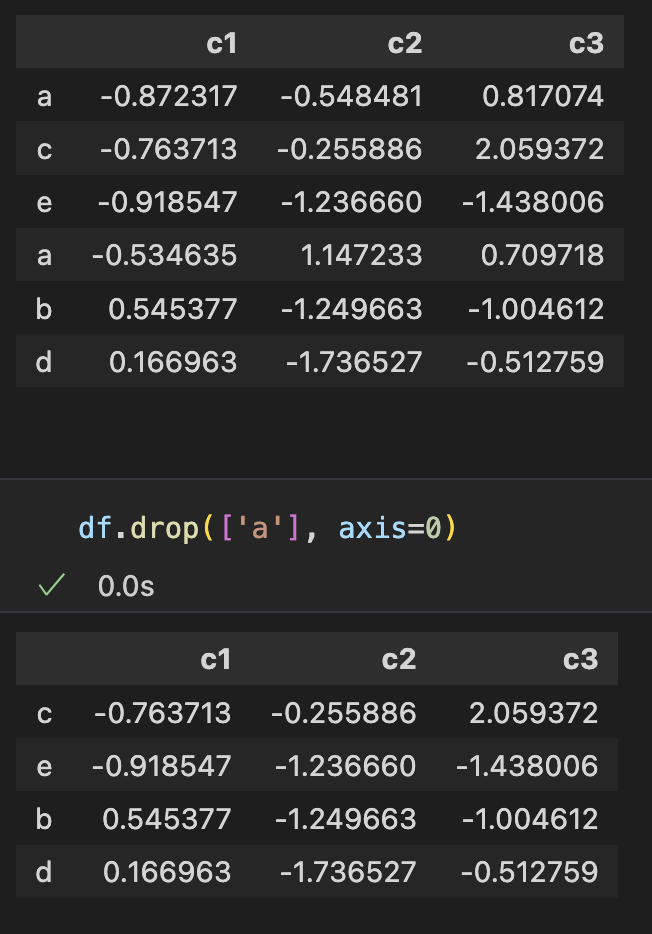 c1 c2 c3
a -0.872317 -0.548481 0.817074
c -0.763713 -0.255886 2.059372
e -0.918547 -1.236660 -1.438006
a -0.534635 1.147233 0.709718
b 0.545377 -1.249663 -1.004612
d 0.166963 -1.736527 -0.512759
df.drop(['a'], axis=0)
0.0s
c1 c2 c3
c -0.763713 -0.255886 2.059372
e -0.918547 -1.236660 -1.438006
b 0.545377 -1.249663 -1.004612
d 0.166963 -1.736527 -0.512759